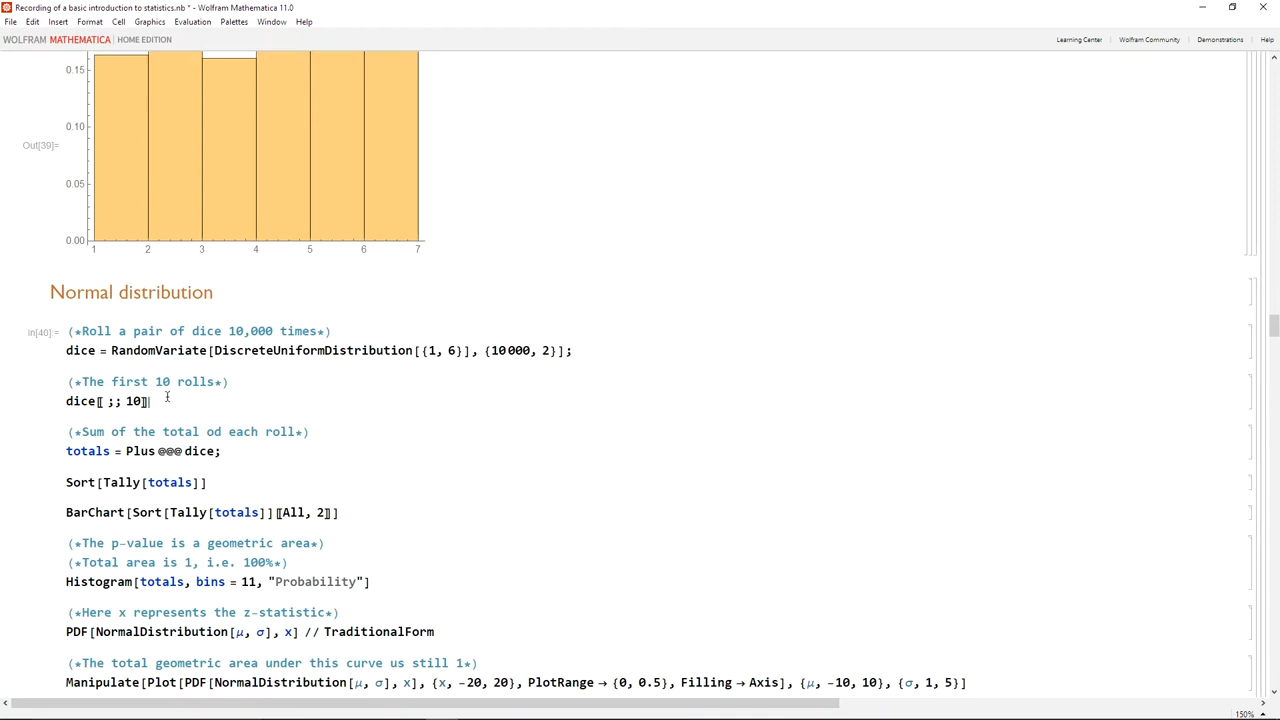 Recording of a basic introduction to statistics.nb * - Wolfram Mathematica 11.0
File Edit Insert Format Cell Graphics Evaluation Palettes Window Help
WOLFRAM MATHEMATICA | HOME EDITION Learning Center Wolfram Community Demonstrations Help
0.15
0.10
Out[39]=
0.05
0.00
1 2 3 4 5 6 7
Normal distribution
In[40]:= (*Roll a pair of dice 10,000 times*)
dice = RandomVariate[DiscreteUniformDistribution[{1, 6}], {10000, 2}];
(*The first 10 rolls*)
dice〚 ;; 10〛
(*Sum of the total od each roll*)
totals = Plus @@@ dice;
Sort[Tally[totals]]
BarChart[Sort[Tally[totals]]〚All, 2〛]
(*The p-value is a geometric area*)
(*Total area is 1, i.e. 100%*)
Histogram[totals, bins = 11, "Probability"]
(*Here x represents the z-statistic*)
PDF[NormalDistribution[μ, σ], x] // TraditionalForm
(*The total geometric area under this curve us still 1*)
Manipulate[Plot[PDF[NormalDistribution[μ, σ], x], {x, -20, 20}, PlotRange → {0, 0.5}, Filling → Axis], {μ, -10, 10}, {σ, 1, 5}]
150%